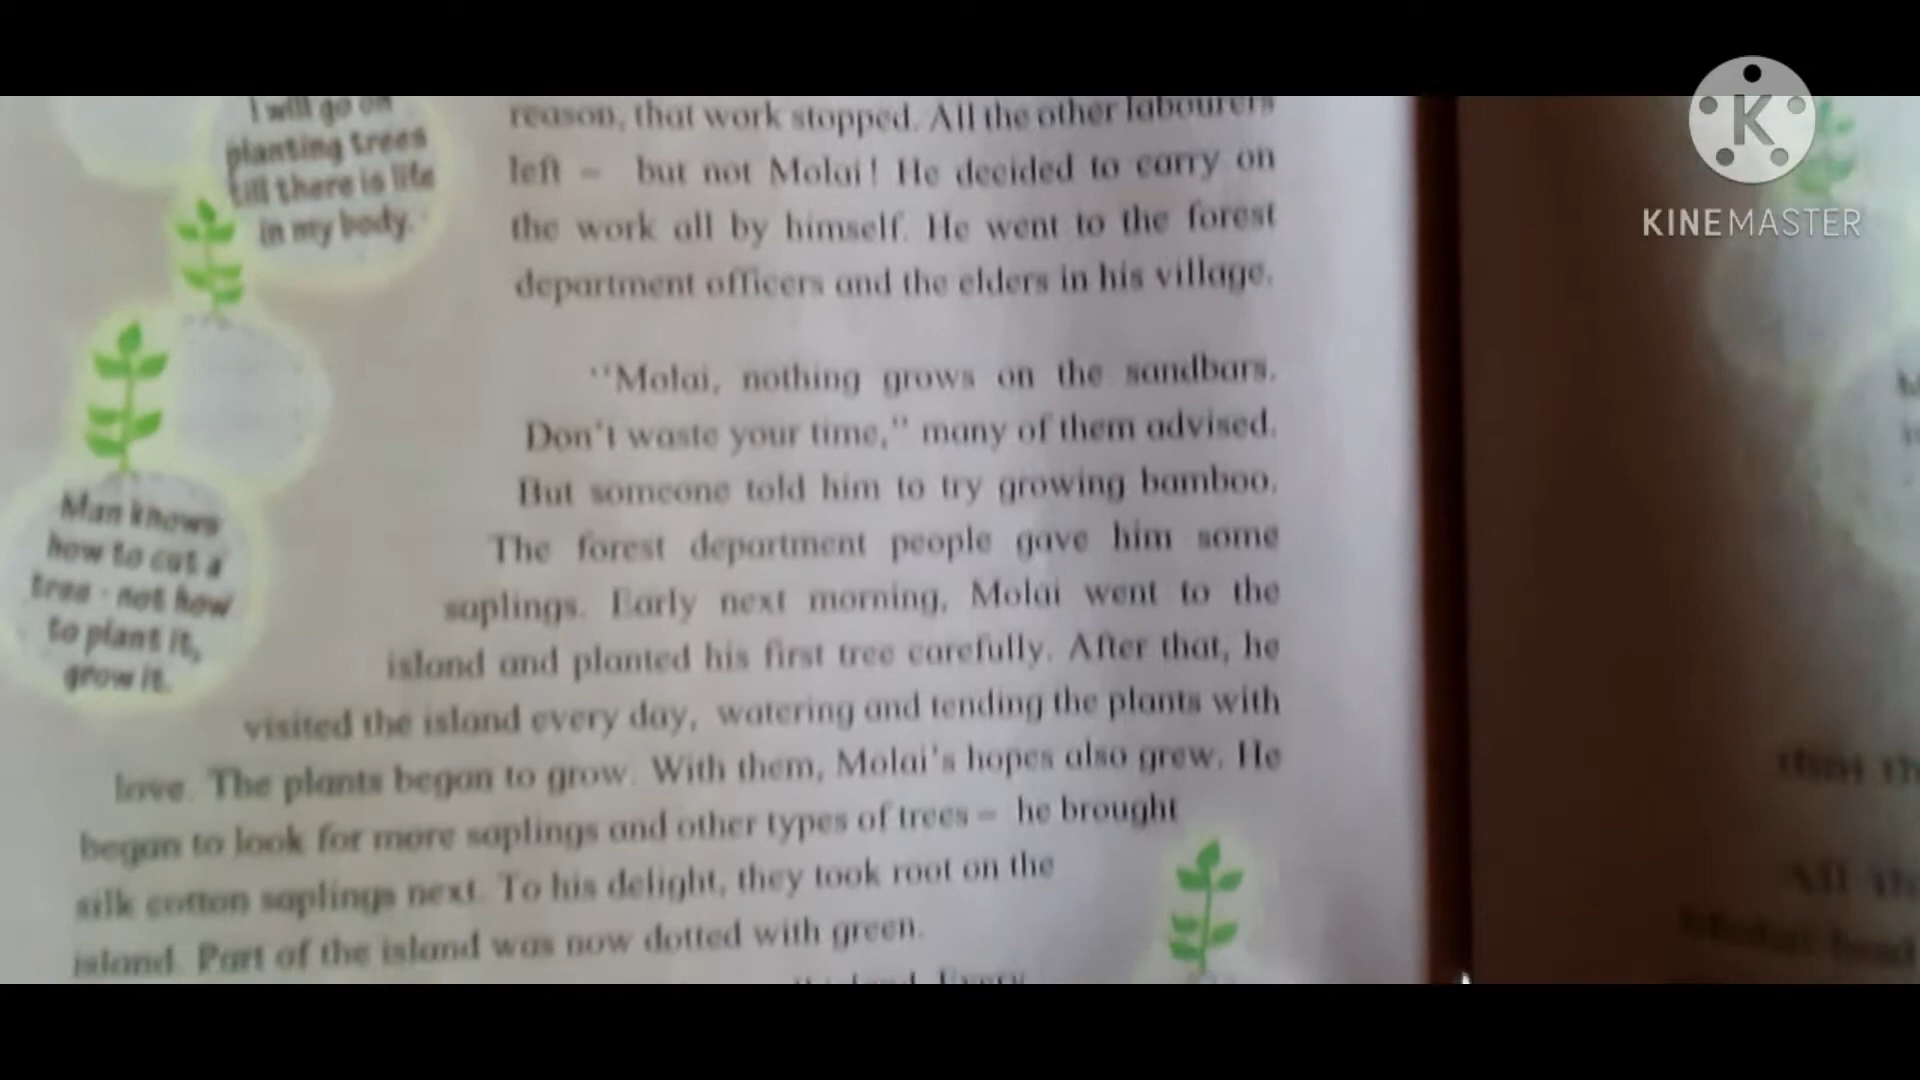 I will go on
planting trees
till there is life
in my body.
Man knows
how to cut a
tree - not how
to plant it,
grow it.
reason, that work stopped. All the other labourers
left – but not Molai! He decided to carry on
the work all by himself. He went to the forest
department officers and the elders in his village.
"Molai, nothing grows on the sandbars.
Don't waste your time," many of them advised.
But someone told him to try growing bamboo.
The forest department people gave him some
saplings. Early next morning, Molai went to the
island and planted his first tree carefully. After that, he
visited the island every day, watering and tending the plants with
love. The plants began to grow. With them, Molai's hopes also grew. He
began to look for more saplings and other types of trees – he brought
silk cotton saplings next. To his delight, they took root on the
island. Part of the island was now dotted with green.
Every
K
KINEMASTER